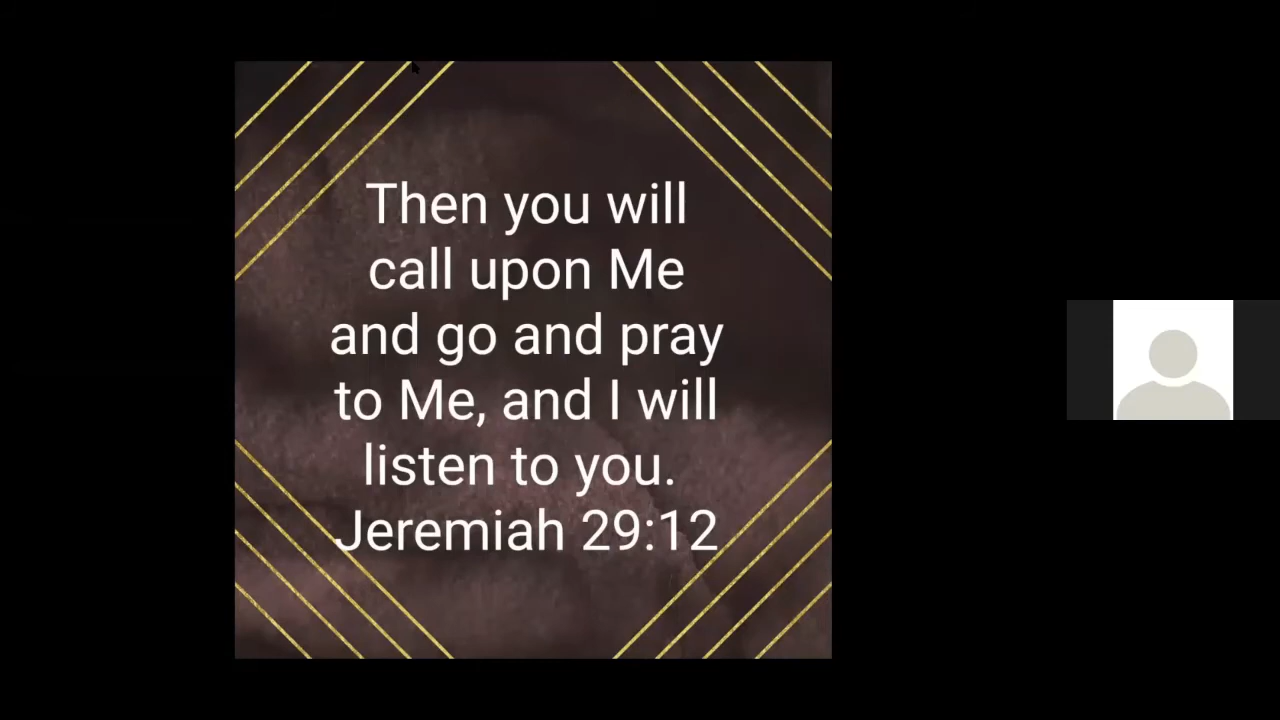 Then you will
call upon Me
and go and pray
to Me, and I will
listen to you.
Jeremiah 29:12